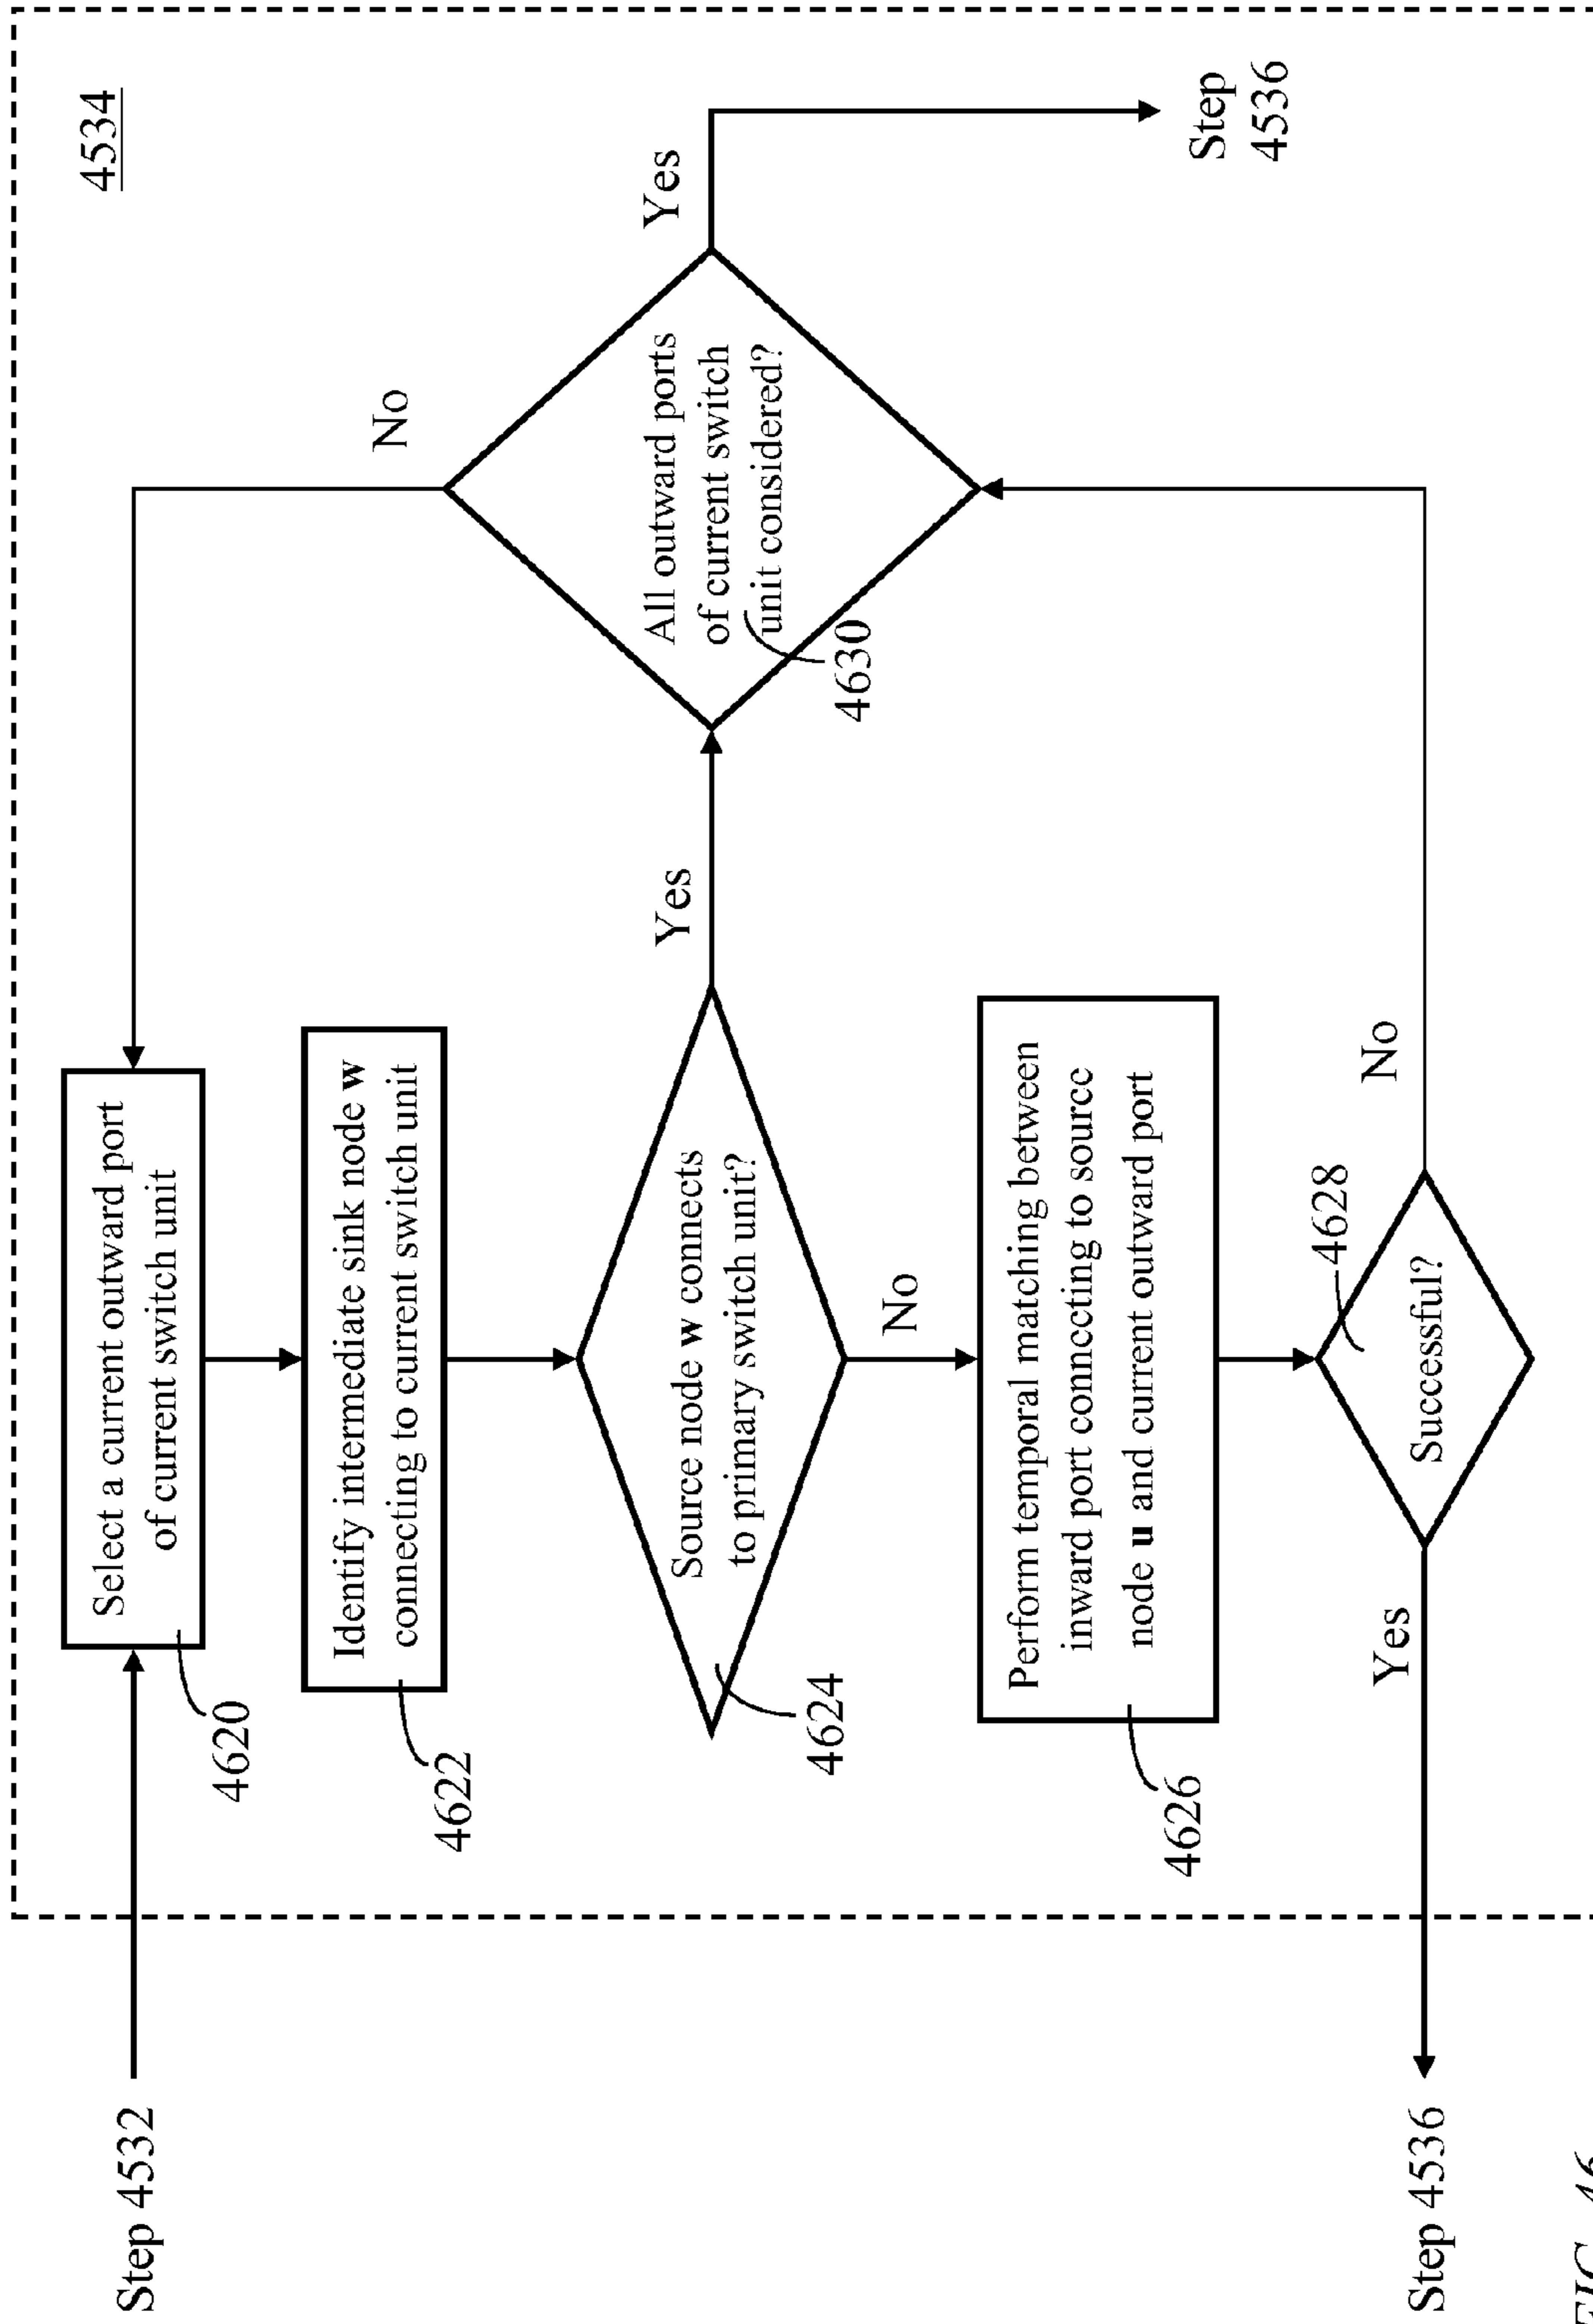 4534
Step 4532
Select a current outward port
of current switch unit
4620
Identify intermediate sink node w
connecting to current switch unit
4622
Source node w connects
to primary switch unit?
4624
Yes
No
All outward ports
of current switch
unit considered?
4630
No
Yes
Step
4536
Perform temporal matching between
inward port connecting to source
node u and current outward port
4626
Successful?
4628
No
Yes
Step 4536
FIG. 46